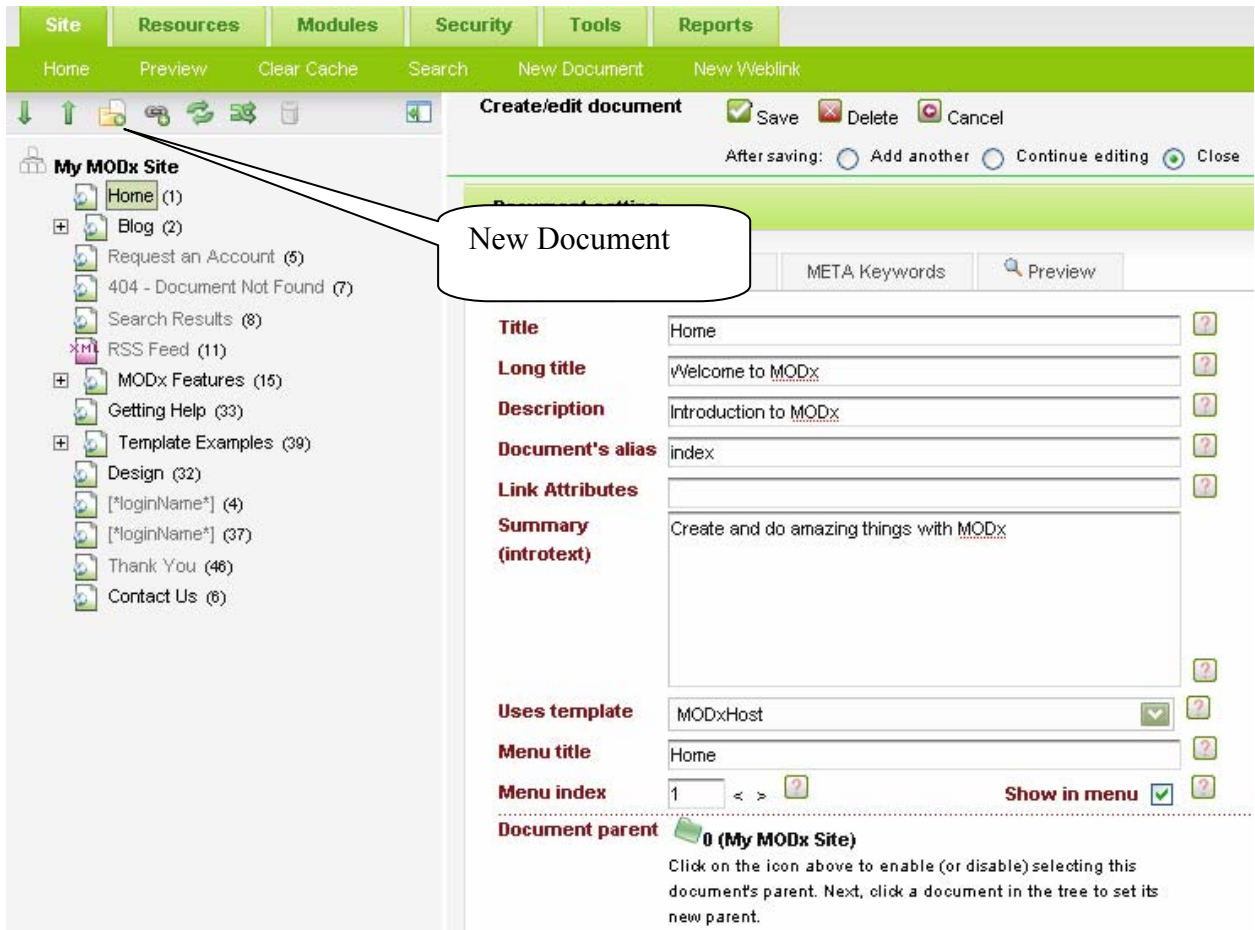 Site Resources Modules Security Tools Reports
Home Preview Clear Cache Search New Document New Weblink
Create/edit document Save Delete Cancel
After saving: Add another Continue editing Close
My MODx Site
Home (1)
Blog (2)
Request an Account (5)
404 - Document Not Found (7)
Search Results (8)
XML RSS Feed (11)
MODx Features (15)
Getting Help (33)
Template Examples (39)
Design (32)
[*loginName*] (4)
[*loginName*] (37)
Thank You (46)
Contact Us (6)
New Document
META Keywords Preview
Title Home
Long title Welcome to MODx
Description Introduction to MODx
Document's alias index
Link Attributes
Summary Create and do amazing things with MODx
(introtext)
Uses template MODxHost
Menu title Home
Menu index 1 < > Show in menu
Document parent 0 (My MODx Site)
Click on the icon above to enable (or disable) selecting this
document's parent. Next, click a document in the tree to set its
new parent.